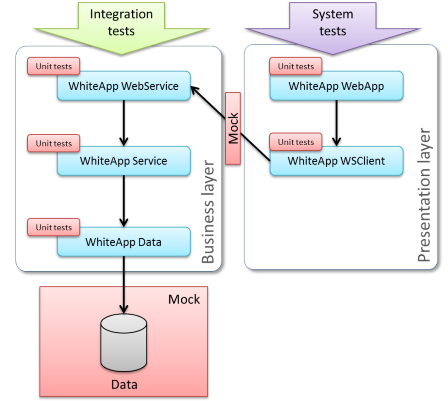 Integration
tests
System
tests
Unit tests
WhiteApp WebService
Unit tests
WhiteApp WebApp
Mock
Unit tests
WhiteApp Service
Unit tests
WhiteApp WSClient
Unit tests
WhiteApp Data
Business layer
Presentation layer
Mock
Data